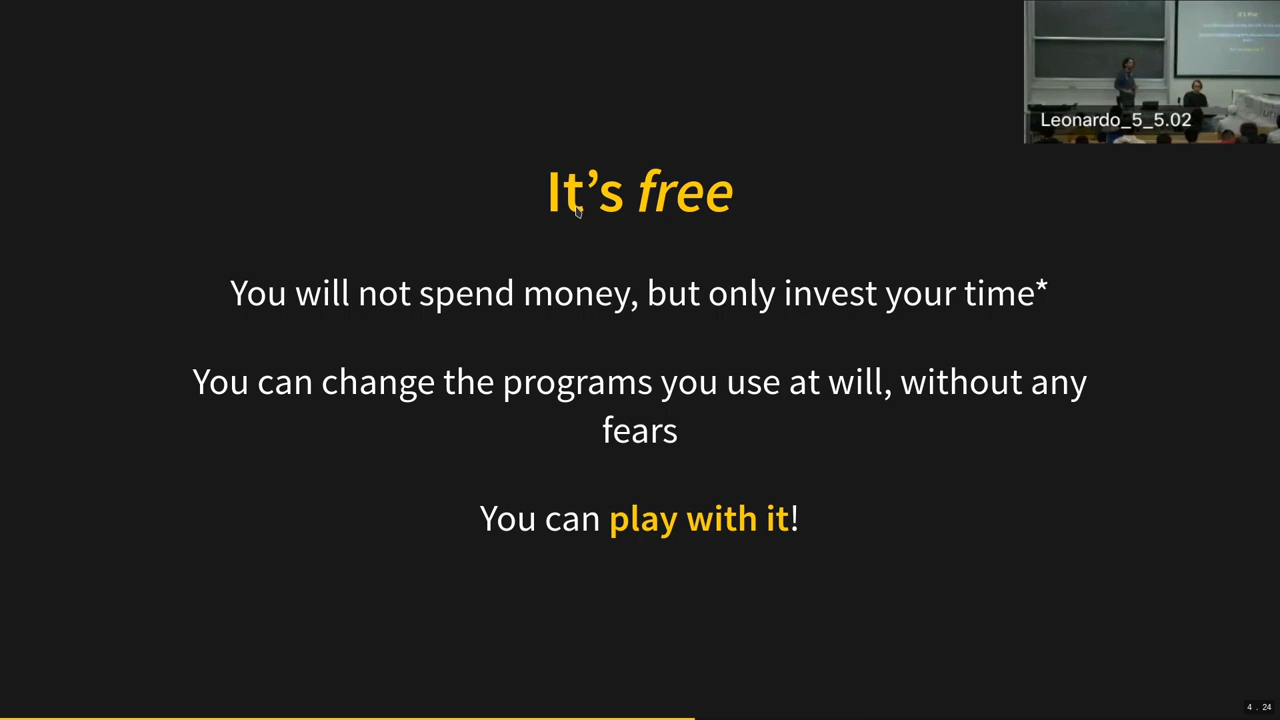 Leonardo_5_5.02
It’s free
You will not spend money, but only invest your time*
You can change the programs you use at will, without any
fears
You can play with it!
4 . 24